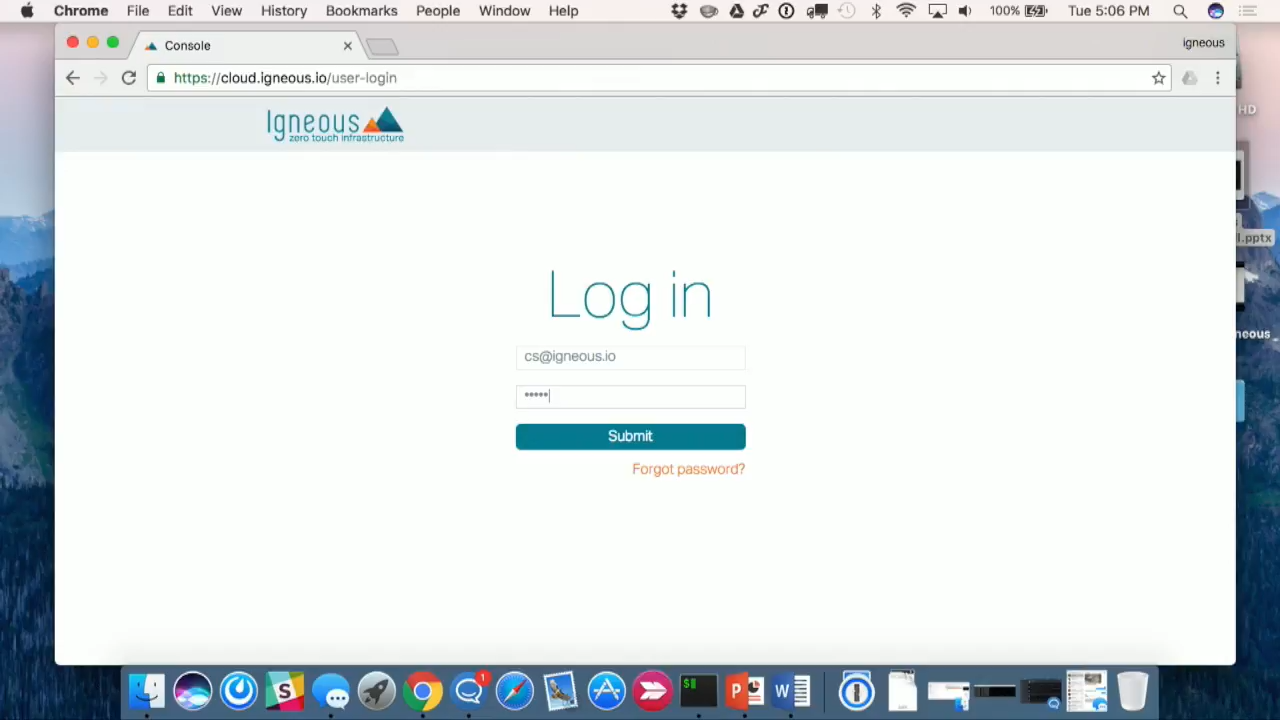 Chrome File Edit View History Bookmarks People Window Help 100% Tue 5:06 PM
Console
igneous
https://cloud.igneous.io/user-login
HD
Igneous
zero touch infrastructure
l.pptx
Log in
neous
cs@igneous.io
•••••
Submit
Forgot password?
1
S
$
P
W